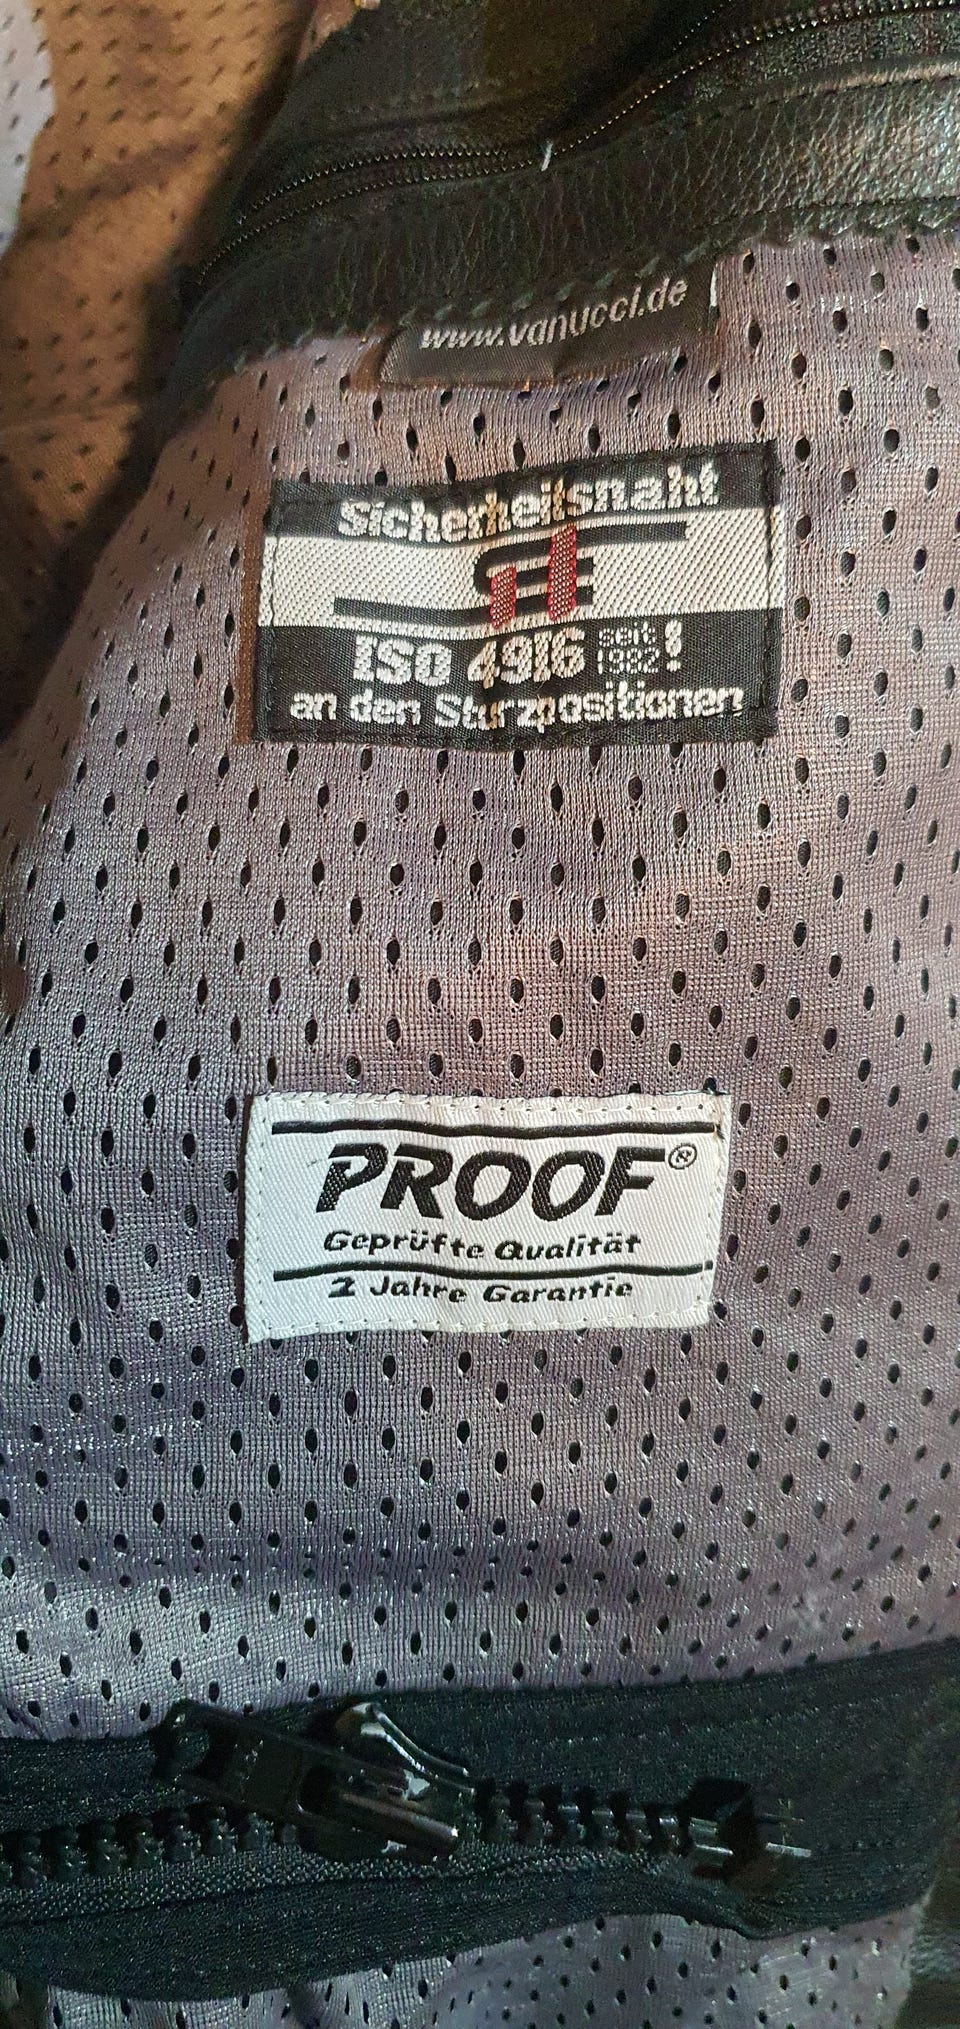 www.vanucci.de
Sicherheitsnaht
ISO 4916 seit 1982 !
an den Sturzpositionen
PROOF®
Geprüfte Qualität
2 Jahre Garantie